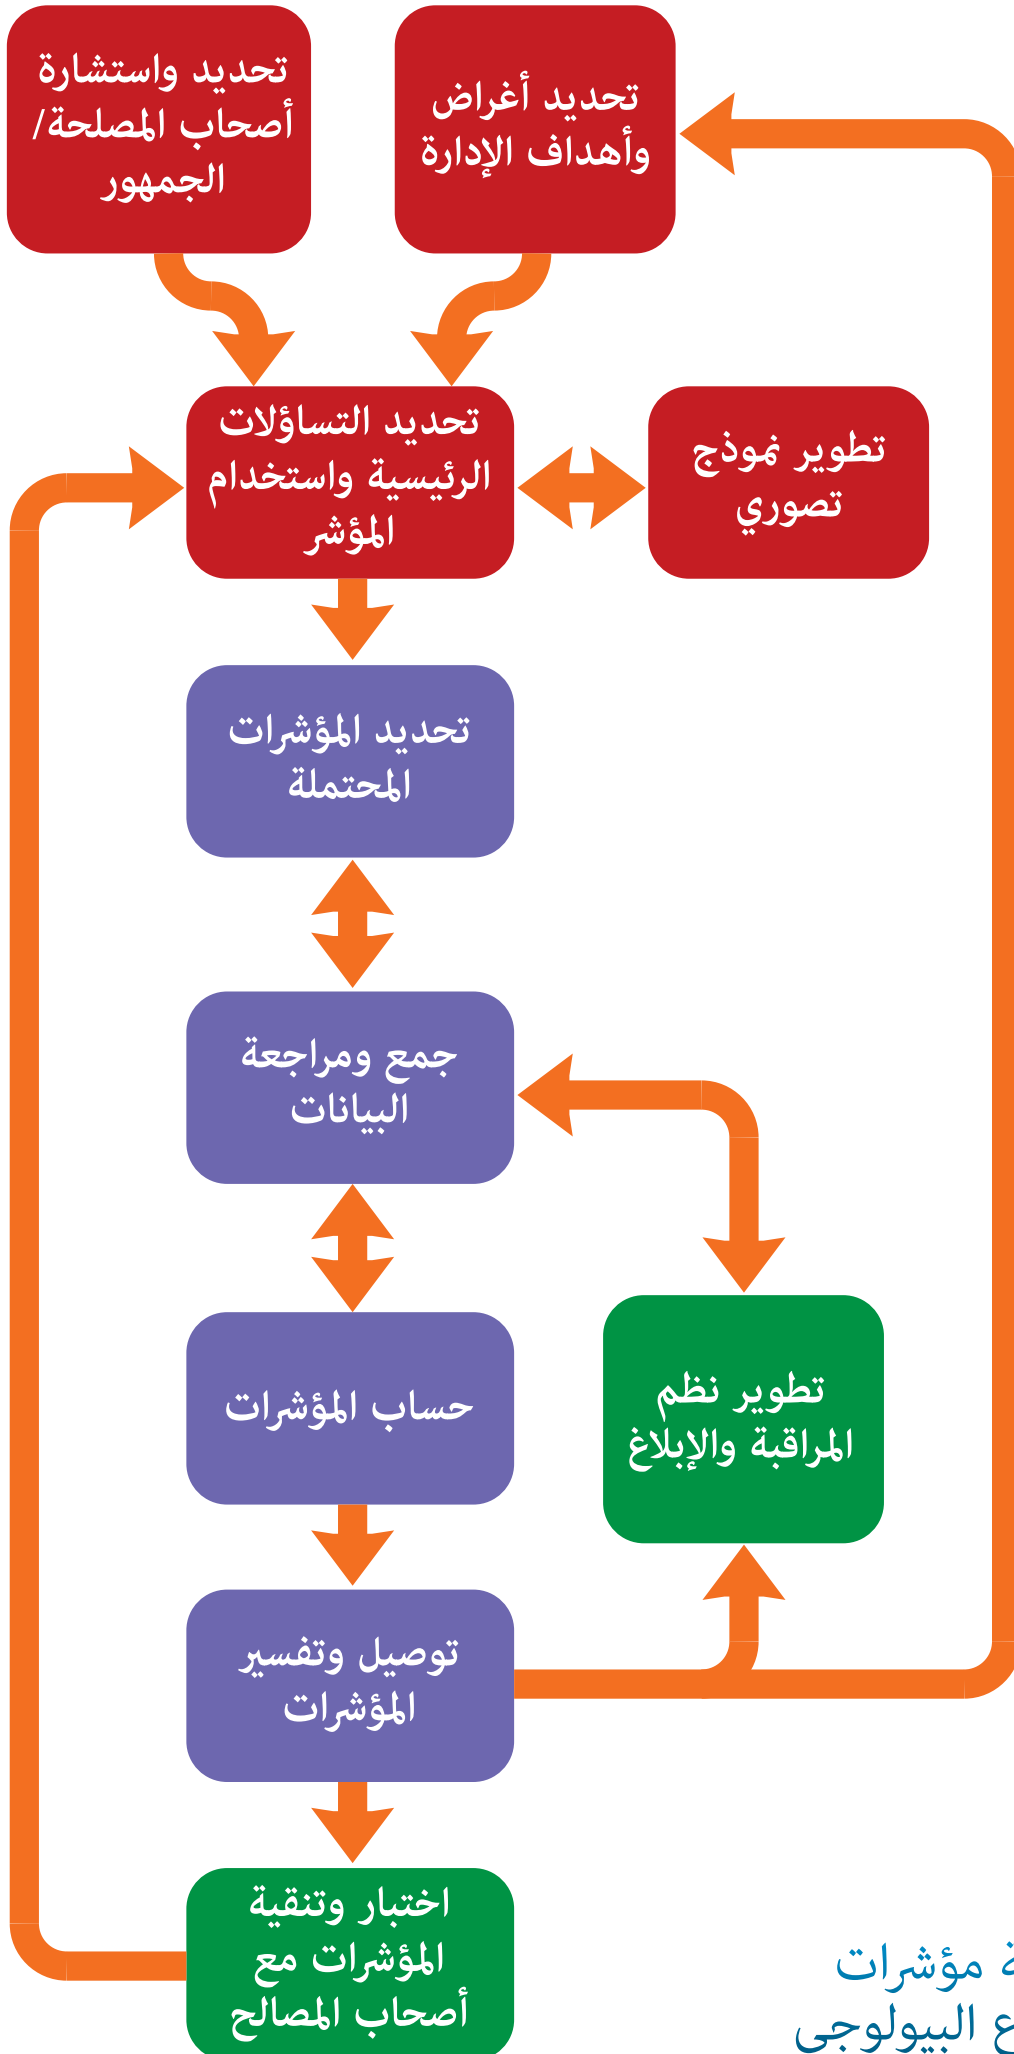 تحديد أغراض
وأهداف الإدارة
تحديد واستشارة
أصحاب المصلحة/
الجمهور
تحديد التساؤلات
الرئيسية واستخدام
المؤشر
تطوير نموذج
تصوري
تحديد المؤشرات
المحتملة
جمع ومراجعة
البيانات
حساب المؤشرات
تطوير نظم
المراقبة والإبلاغ
توصيل وتفسير
المؤشرات
اختبار وتنقية
المؤشرات مع
أصحاب المصالح
مؤشرات
البيولوجى